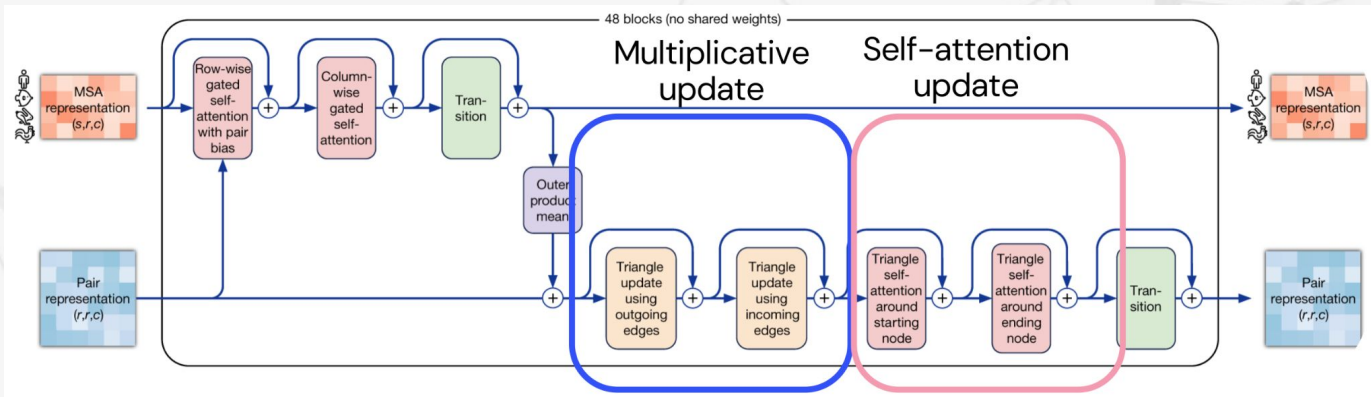 48 blocks (no shared weights)
Multiplicative
update
Self-attention
update
MSA
representation
(s,r,c)
Row-wise
gated
self-
attention
with pair
bias
+
Column-
wise
gated
self-
attention
+
Tran-
sition
+
MSA
representation
(s,r,c)
Outer
product
mean
Pair
representation
(r,r,c)
+
Triangle
update
using
outgoing
edges
+
Triangle
update
using
incoming
edges
+
Triangle
self-
attention
around
starting
node
+
Triangle
self-
attention
around
ending
node
+
Tran-
sition
+
Pair
representation
(r,r,c)